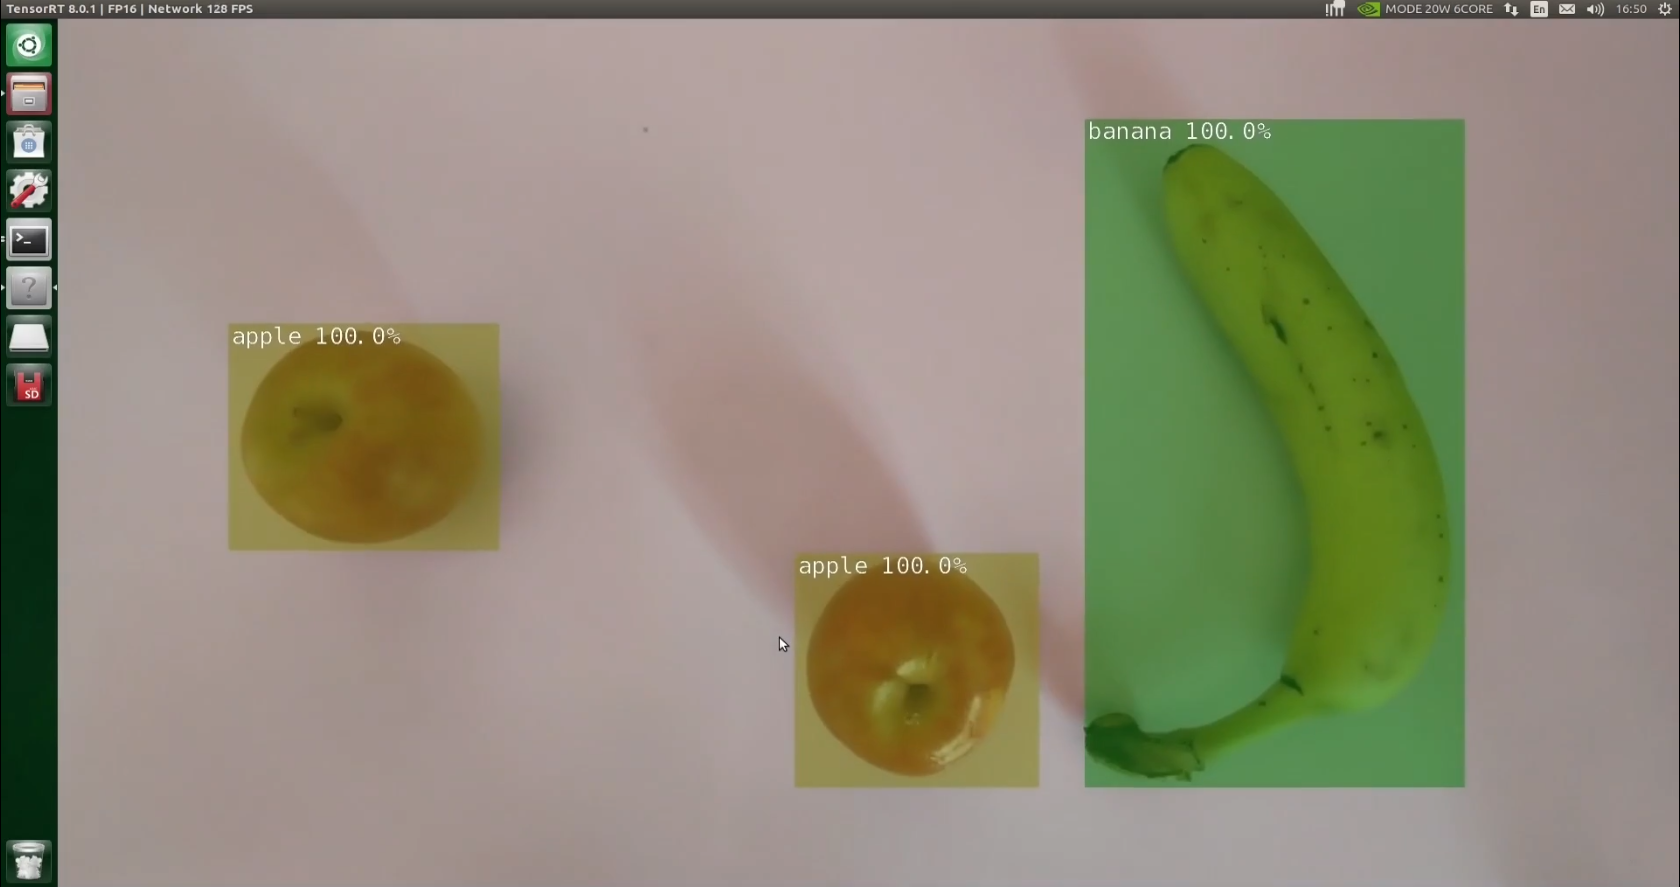 TensorRT 8.0.1 | FP16 | Network 128 FPS
MODE 20W 6CORE
En
16:50
banana 100.0%
apple 100.0%
apple 100.0%
SD